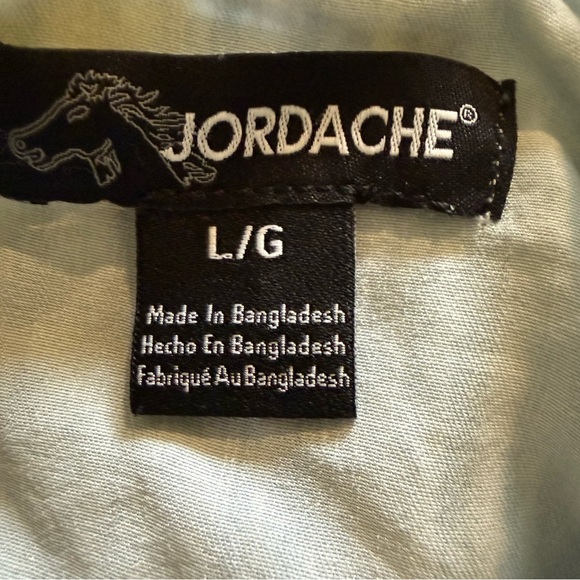 JORDACHE®
L/G
Made In Bangladesh
Hecho En Bangladesh
Fabriqué Au Bangladesh